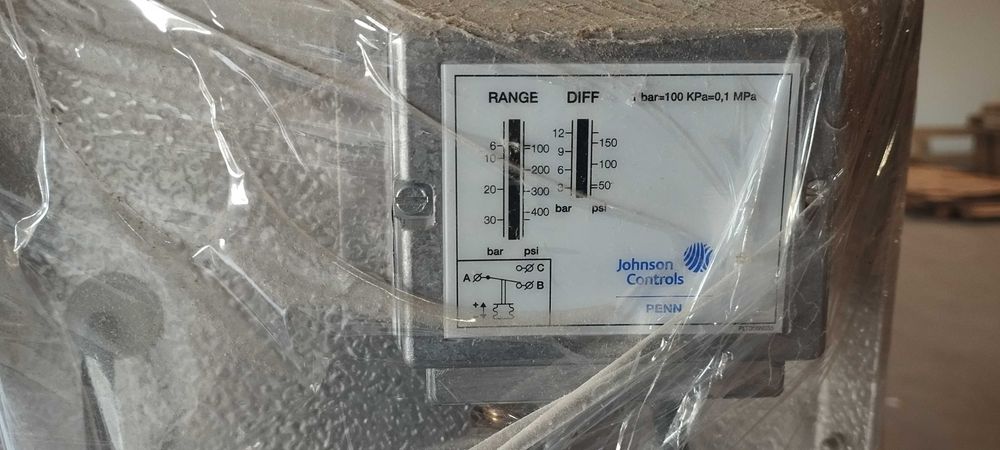 RANGE DIFF 1 bar=100 KPa=0,1 MPa
6 100
10
200
20
300
400
30
bar psi
12
150
9
100
6
50
3
bar psi
A C
B
+
Johnson
Controls
PENN